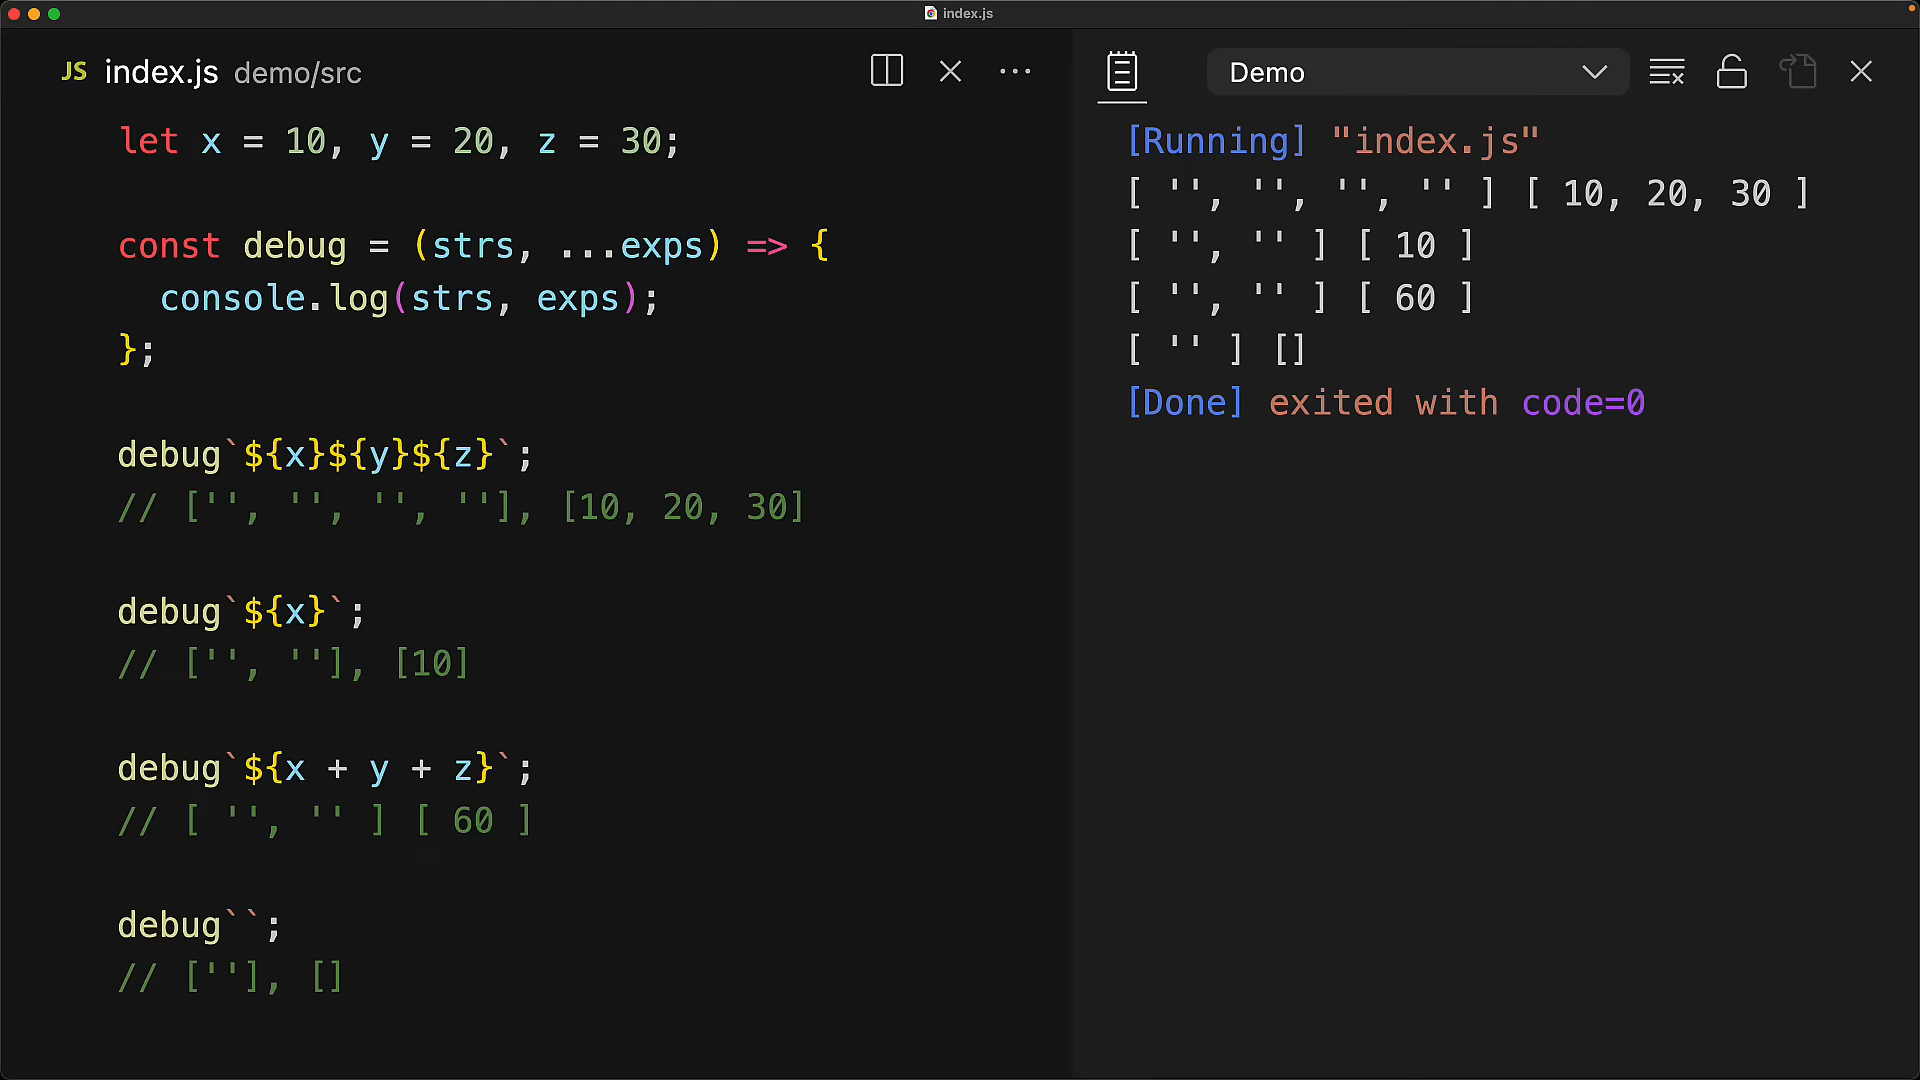 index.js
JS index.js demo/src
let x = 10, y = 20, z = 30;
const debug = (strs, ...exps) => {
  console.log(strs, exps);
};
debug`${x}${y}${z}`;
// ['', '', '', ''], [10, 20, 30]
debug`${x}`;
// ['', ''], [10]
debug`${x + y + z}`;
// [ '', '' ] [ 60 ]
debug``;
// [''], []
Demo
[Running] "index.js"
[ '', '', '', '' ] [ 10, 20, 30 ]
[ '', '' ] [ 10 ]
[ '', '' ] [ 60 ]
[ '' ] []
[Done] exited with code=0